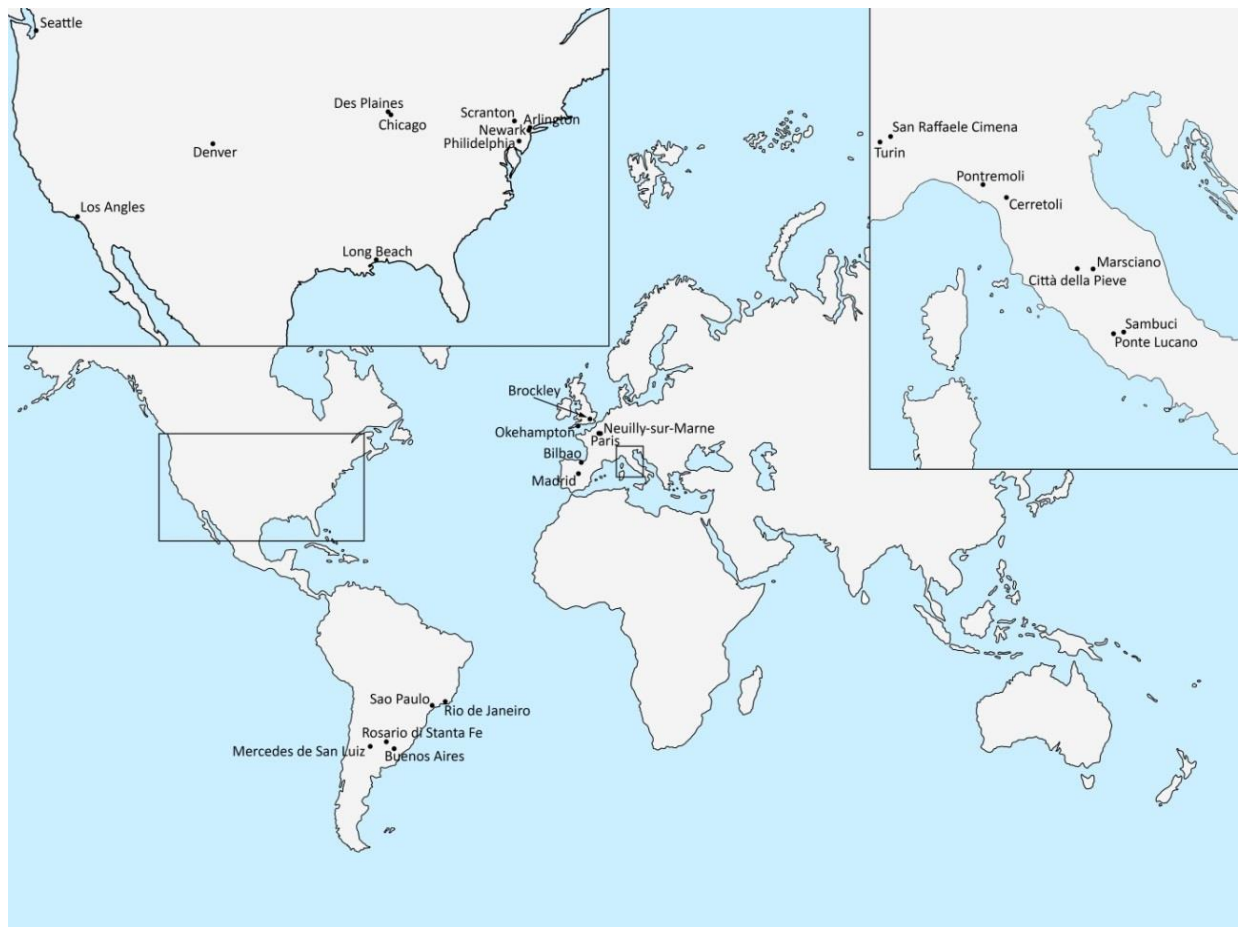 Seattle
Des Plaines
Chicago
Scranton
Arlington
Newark
Philidelphia
Denver
Los Angles
Long Beach
San Raffaele Cimena
Turin
Pontremoli
Cerretoli
Marsciano
Città della Pieve
Sambuci
Ponte Lucano
Brockley
Okehampton
Neuilly-sur-Marne
Paris
Bilbao
Madrid
Sao Paulo
Rio de Janeiro
Rosario di Stanta Fe
Mercedes de San Luiz
Buenos Aires